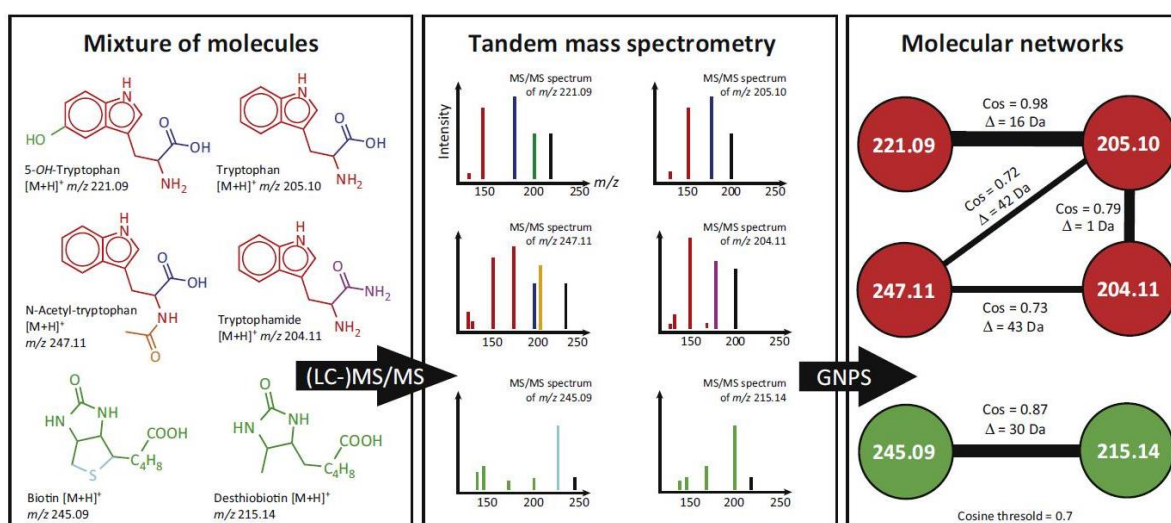 Mixture of molecules
H
N
HO
O
OH
NH₂
5-OH-Tryptophan
[M+H]⁺ m/z 221.09
H
N
O
OH
NH₂
Tryptophan
[M+H]⁺ m/z 205.10
H
N
O
OH
NH
O
N-Acetyl-tryptophan
[M+H]⁺
m/z 247.11
H
N
O
NH₂
NH₂
Tryptophamide
[M+H]⁺ m/z 204.11
O
HN
NH
S
COOH
C₄H₈
Biotin [M+H]⁺
m/z 245.09
O
HN
NH
COOH
C₄H₈
Desthiobiotin [M+H]⁺
m/z 215.14
(LC-)MS/MS
Tandem mass spectrometry
MS/MS spectrum
of m/z 221.09
Intensity
150 200 250
m/z
MS/MS spectrum
of m/z 205.10
150 200 250
MS/MS spectrum
of m/z 247.11
150 200 250
MS/MS spectrum
of m/z 204.11
150 200 250
MS/MS spectrum
of m/z 245.09
150 200 250
MS/MS spectrum
of m/z 215.14
150 200 250
GNPS
Molecular networks
221.09
Cos = 0.98
Δ = 16 Da
205.10
Cos = 0.72
Δ = 42 Da
Cos = 0.79
Δ = 1 Da
247.11
204.11
Cos = 0.73
Δ = 43 Da
245.09
Cos = 0.87
Δ = 30 Da
215.14
Cosine thresold = 0.7